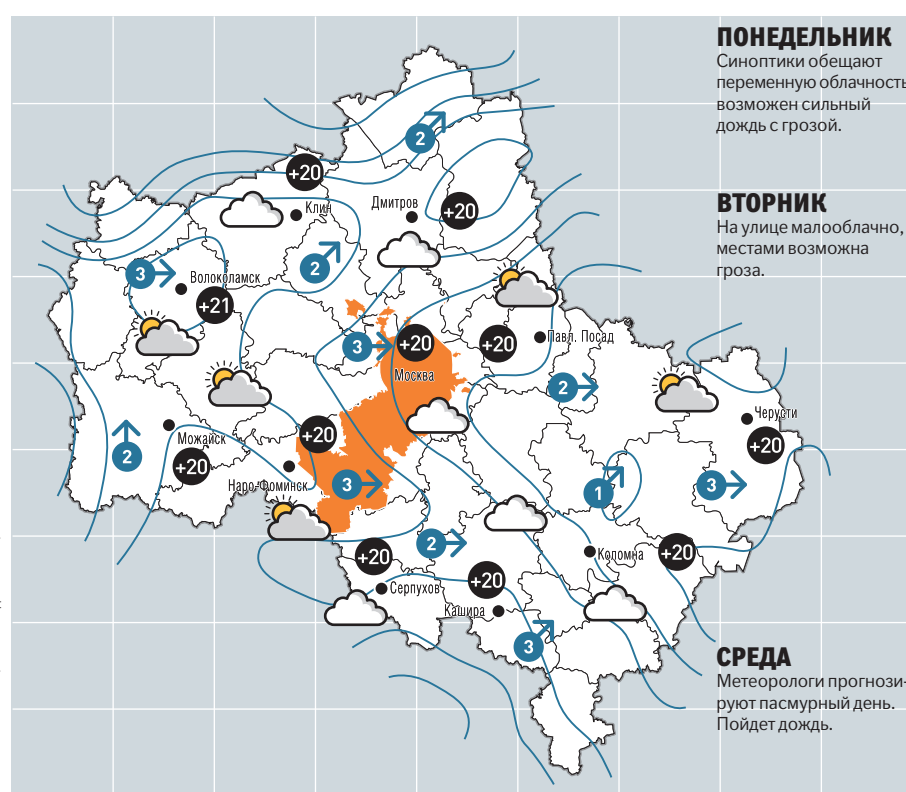 ПОНЕДЕЛЬНИК
Синоптики обещают
переменную облачность
возможен сильный
дождь с грозой.
ВТОРНИК
На улице малооблачно,
местами возможна
гроза.
СРЕДА
Метеорологи прогнози-
руют пасмурный день.
Пойдет дождь.
2
+20
Клин
Дмитров
+20
2
3
Волоколамск
+21
3
+20
Москва
+20
Павл. Посад
2
Черусти
+20
Можайск
2
+20
+20
Наро-Фоминск
3
1
3
2
+20
Серпухов
+20
Кашира
Коломна
+20
3